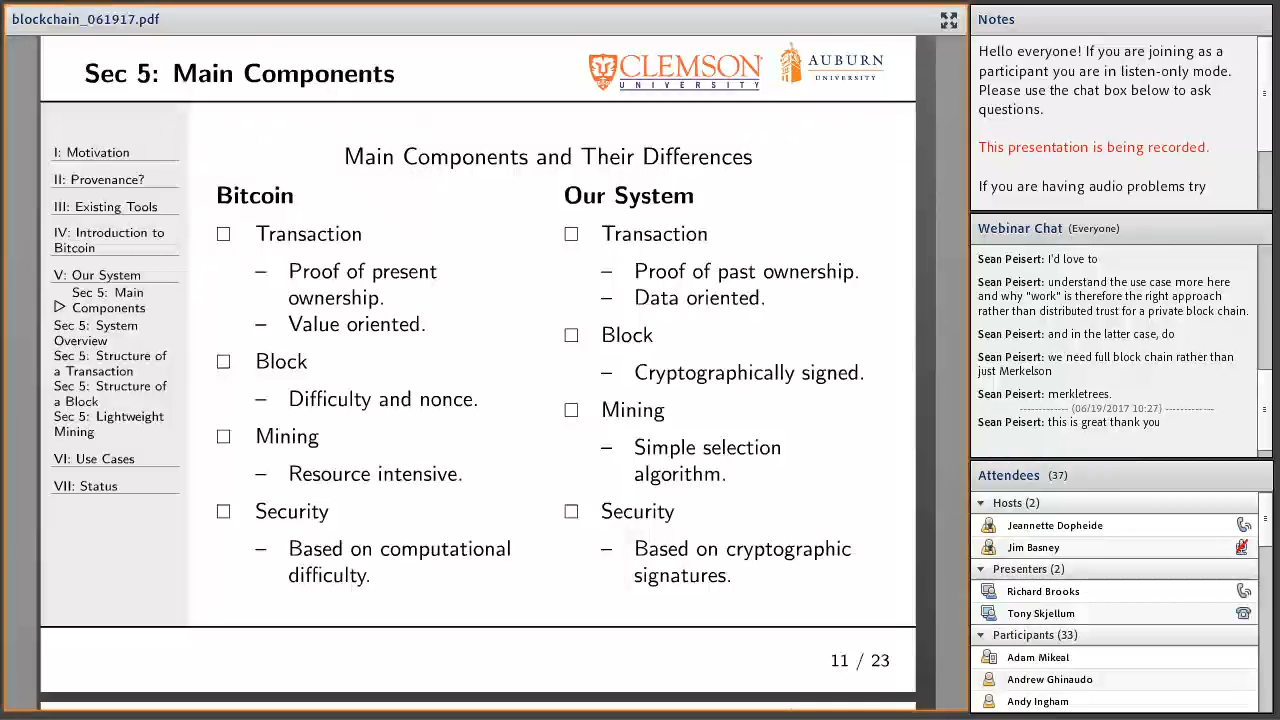 blockchain_061917.pdf
Sec 5: Main Components
CLEMSON
UNIVERSITY
AUBURN
UNIVERSITY
I: Motivation
II: Provenance?
III: Existing Tools
IV: Introduction to
Bitcoin
V: Our System
Sec 5: Main
Components
Sec 5: System
Overview
Sec 5: Structure of
a Transaction
Sec 5: Structure of
a Block
Sec 5: Lightweight
Mining
VI: Use Cases
VII: Status
Main Components and Their Differences
Bitcoin
Transaction
– Proof of present
ownership.
– Value oriented.
Block
– Difficulty and nonce.
Mining
– Resource intensive.
Security
– Based on computational
difficulty.
Our System
Transaction
– Proof of past ownership.
– Data oriented.
Block
– Cryptographically signed.
Mining
– Simple selection
algorithm.
Security
– Based on cryptographic
signatures.
11 / 23
Notes
Hello everyone! If you are joining as a
participant you are in listen-only mode.
Please use the chat box below to ask
questions.
This presentation is being recorded.
If you are having audio problems try
Webinar Chat (Everyone)
Sean Peisert: I'd love to
Sean Peisert: understand the use case more here
and why "work" is therefore the right approach
rather than distributed trust for a private block chain.
Sean Peisert: and in the latter case, do
Sean Peisert: we need full block chain rather than
just Merkelson
Sean Peisert: merkletrees.
------------- (06/19/2017 10:27) -------------
Sean Peisert: this is great thank you
Attendees (37)
Hosts (2)
Jeannette Dopheide
Jim Basney
Presenters (2)
Richard Brooks
Tony Skjellum
Participants (33)
Adam Mikeal
Andrew Ghinaudo
Andy Ingham